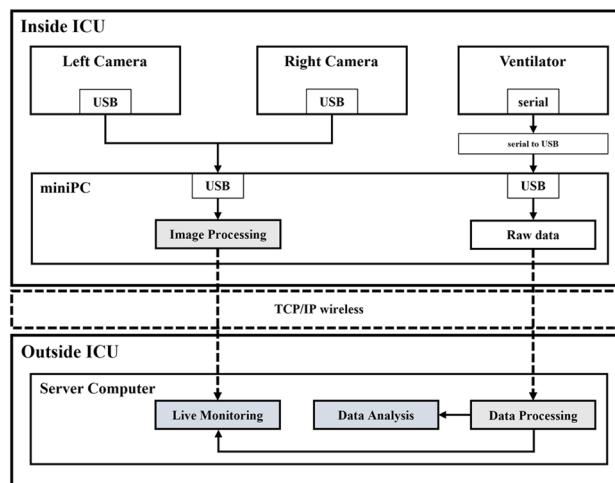 Inside ICU
Left Camera
Right Camera
Ventilator
USB
USB
serial
serial to USB
miniPC
USB
USB
Image Processing
Raw data
TCP/IP wireless
Outside ICU
Server Computer
Live Monitoring
Data Analysis
Data Processing